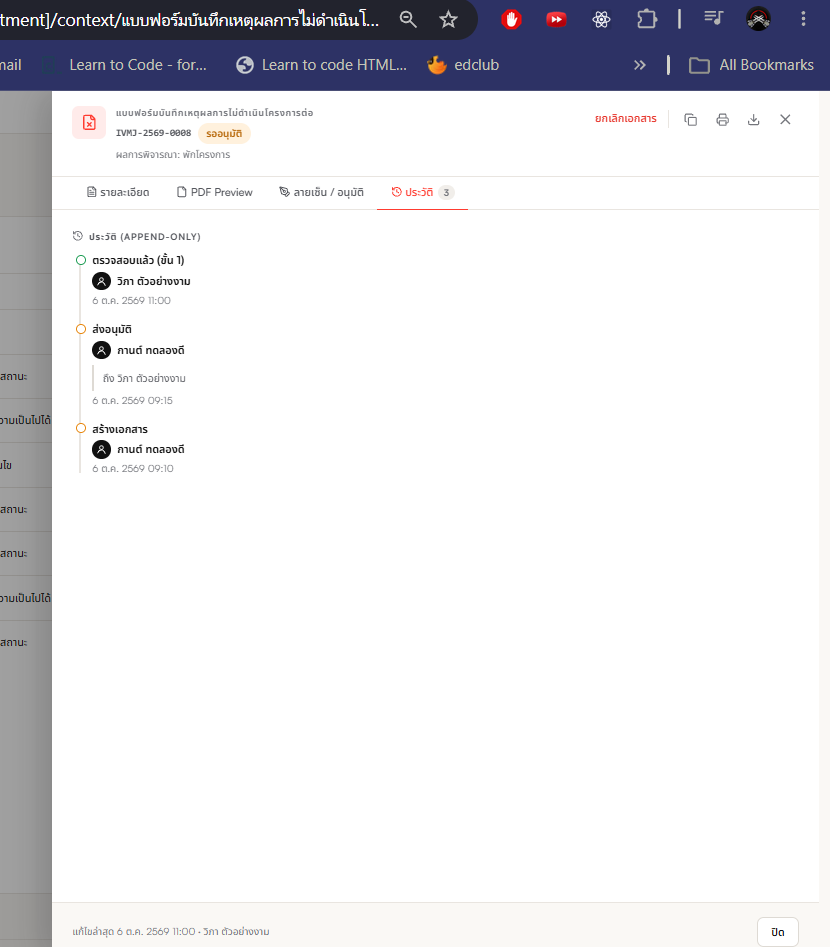 tment]/context/แบบฟอร์มบันทึกเหตุผลการไม่ดำเนินโ...
mail
Learn to Code - for...
Learn to code HTML...
edclub
»
All Bookmarks
แบบฟอร์มบันทึกเหตุผลการไม่ดำเนินโครงการต่อ
IVMJ-2569-0008 รออนุมัติ
ผลการพิจารณา: พักโครงการ
ยกเลิกเอกสาร
รายละเอียด
PDF Preview
ลายเซ็น / อนุมัติ
ประวัติ 3
ประวัติ (APPEND-ONLY)
ตรวจสอบแล้ว (ขั้น 1)
วิภา ตัวอย่างงาม
6 ต.ค. 2569 11:00
ส่งอนุมัติ
กานต์ ทดลองดี
ถึง วิภา ตัวอย่างงาม
6 ต.ค. 2569 09:15
สร้างเอกสาร
กานต์ ทดลองดี
6 ต.ค. 2569 09:10
สถานะ
วามเป็นไปได้
นไข
สถานะ
สถานะ
วามเป็นไปได้
สถานะ
แก้ไขล่าสุด 6 ต.ค. 2569 11:00 · วิภา ตัวอย่างงาม
ปิด